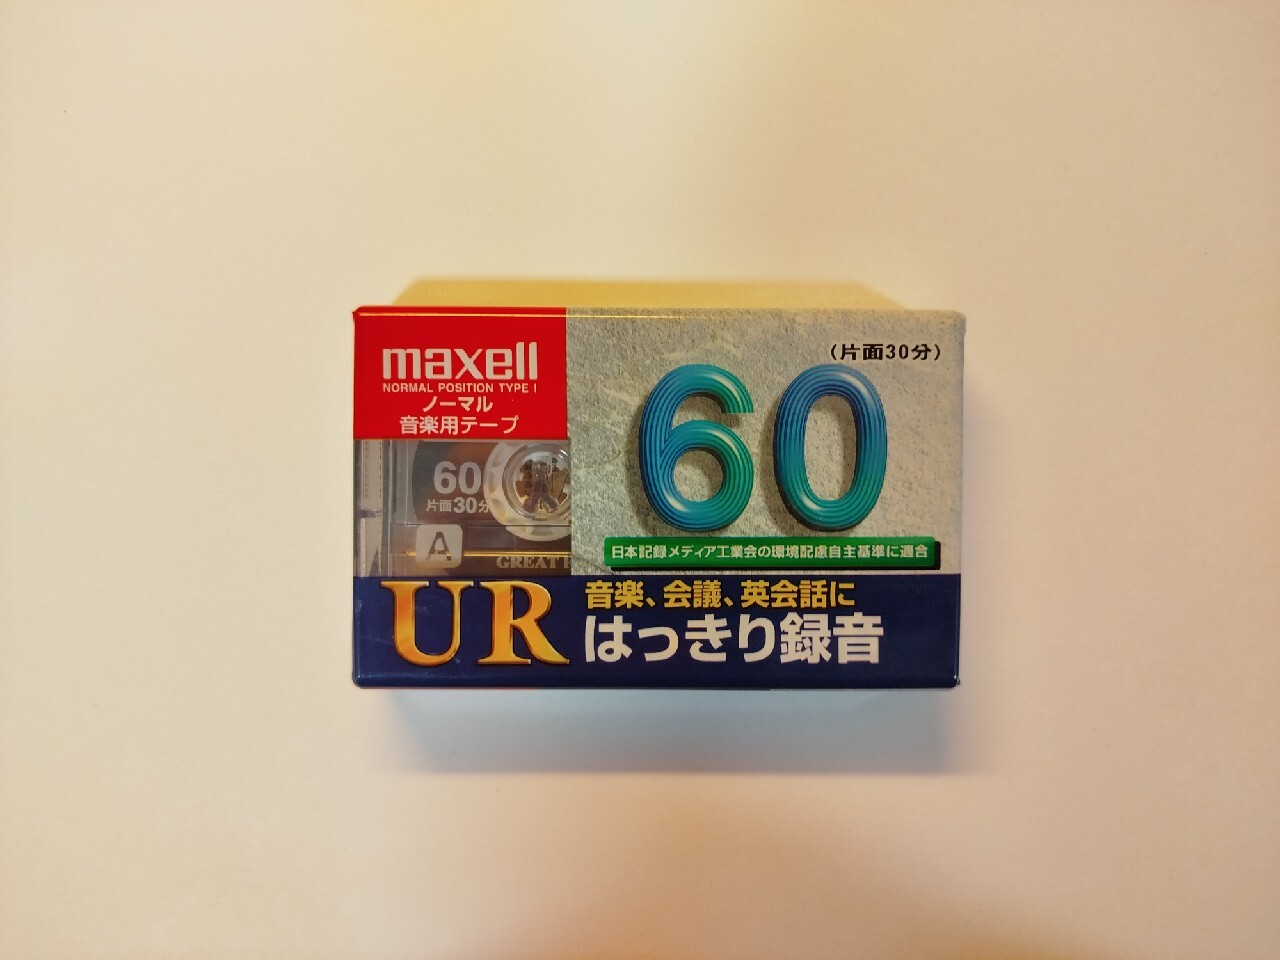 maxell
NORMAL POSITION TYPE I
ノーマル
音楽用テープ
(片面30分)
60
60
片面30分
A
GREAT
日本記録メディア工業会の環境配慮自主基準に適合
UR
音楽、会議、英会話に
はっきり録音